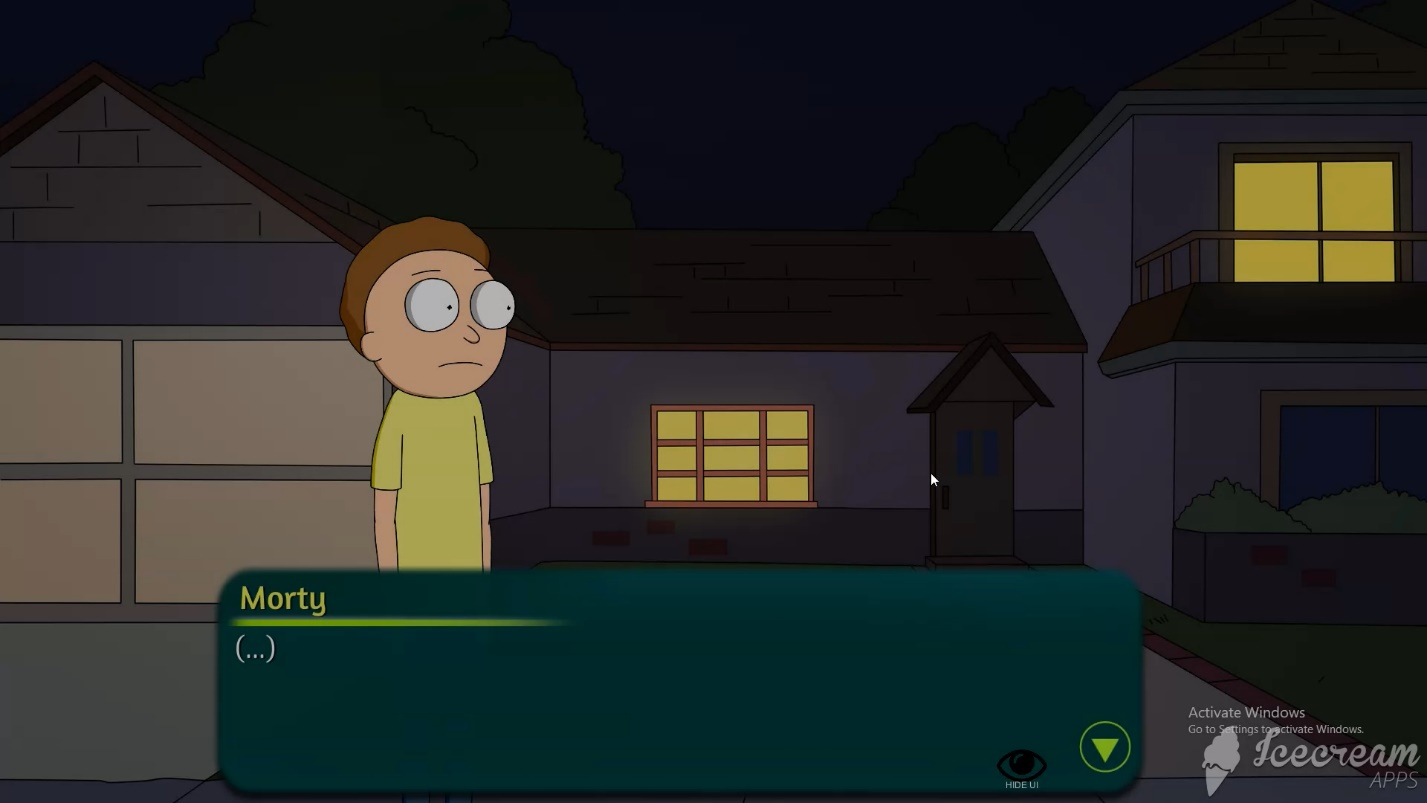 Morty
(...)
HIDE UI
Activate Windows
Go to Settings to activate Windows.
Icecream
APPS